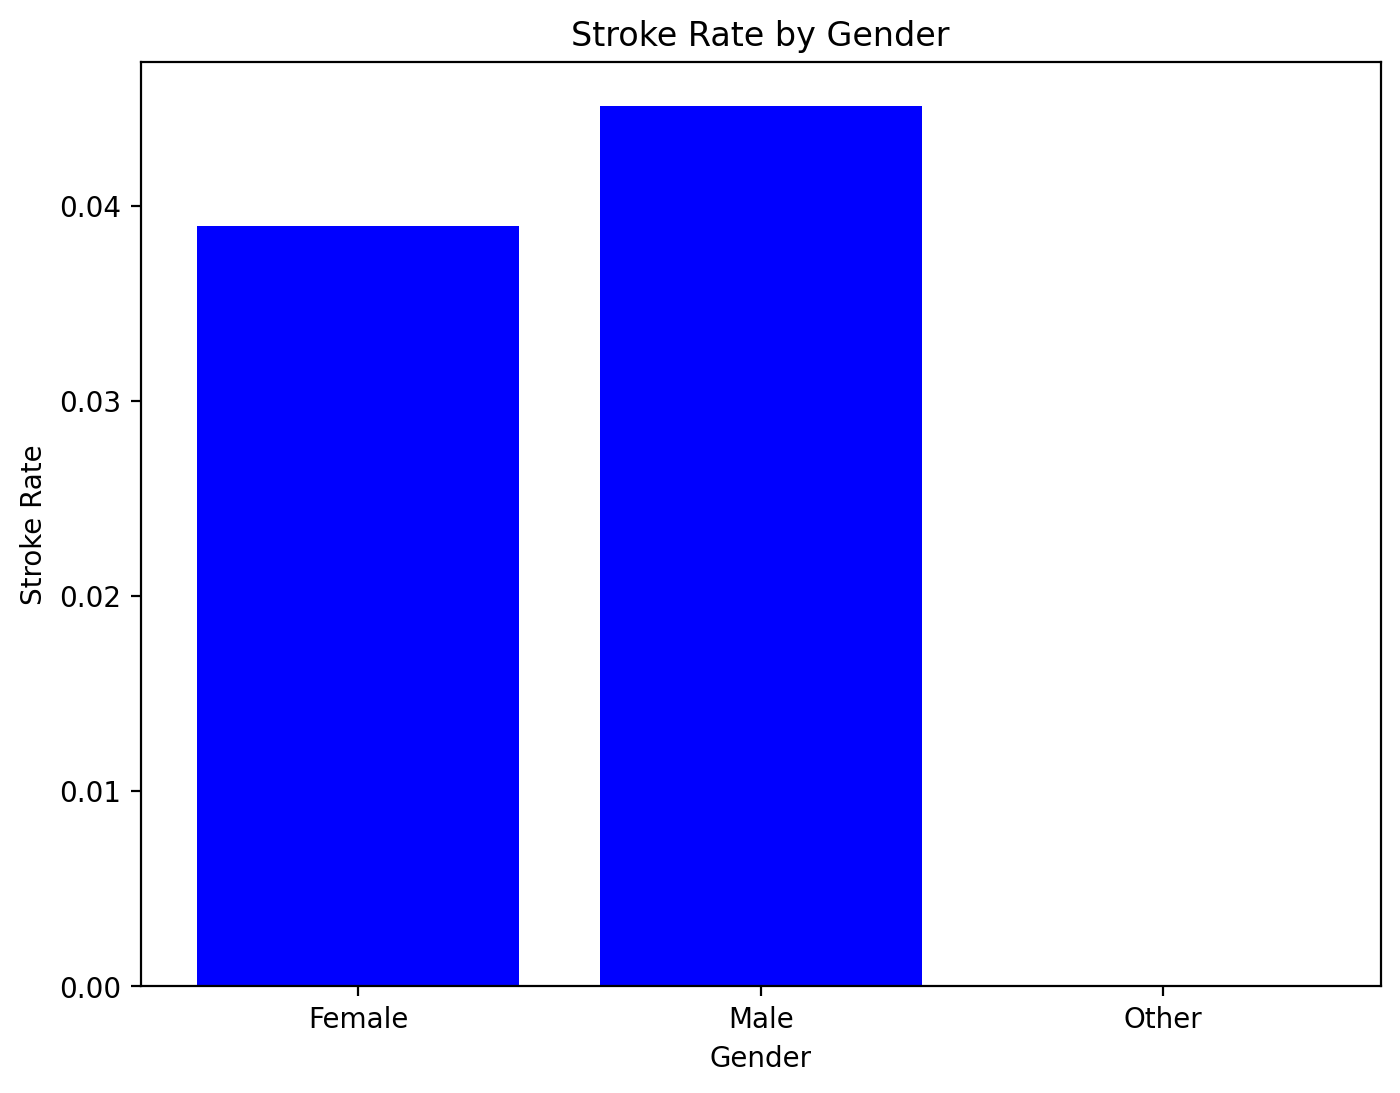 Stroke Rate by Gender
Stroke Rate
0.04
0.03
0.02
0.01
0.00
Female
Male
Other
Gender